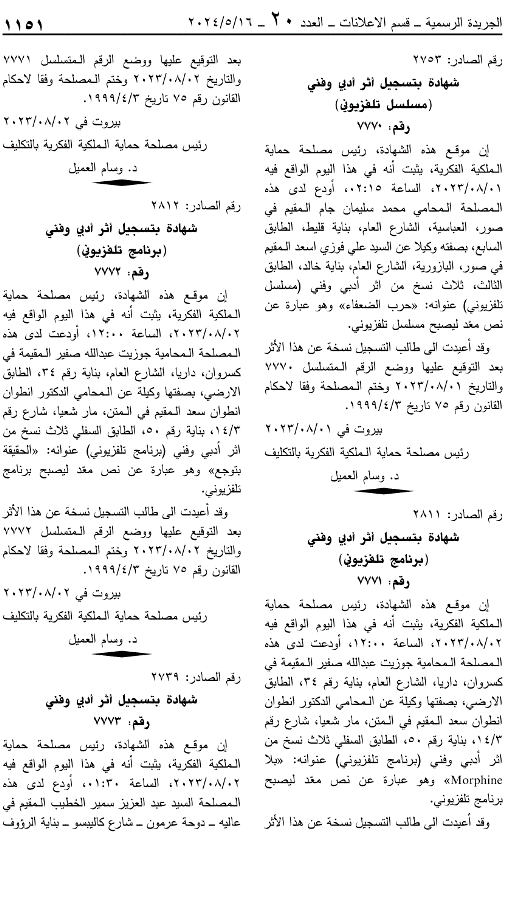 الجريدة الرسمية ـ قسم الاعلانات ـ العدد ٢٠ ـ ٢٠٢٤/٥/١٦
١١٥١
رقم الصادر: ٢٧٥٣
شهادة بتسجيل أثر أدبي وفني
(مسلسل تلفزيوني)
رقم: ٧٧٧٠
إن موقع هذه الشهادة، رئيس مصلحة حماية
الملكية الفكرية، يثبت أنه في هذا اليوم الواقع فيه
٢٠٢٣/٠٨/٠١، الساعة ٠٢:١٥، أودع لدى هذه
المصلحة المحامي محمد سليمان جام المقيم في
صور، العباسية، الشارع العام، بناية قليط، الطابق
السابع، بصفته وكيلا عن السيد علي فوزي اسعد المقيم
في صور، البازورية، الشارع العام، بناية خالد، الطابق
الثالث، ثلاث نسخ من اثر أدبي وفني (مسلسل
تلفزيوني) عنوانه: «حرب الضعفاء» وهو عبارة عن
نص معد ليصبح مسلسل تلفزيوني.
وقد أعيدت الى طالب التسجيل نسخة عن هذا الأثر
بعد التوقيع عليها ووضع الرقم المتسلسل ٧٧٧٠
والتاريخ ٢٠٢٣/٠٨/٠١ وختم المصلحة وفقا لاحكام
القانون رقم ٧٥ تاريخ ١٩٩٩/٤/٣.
بيروت في ٢٠٢٣/٠٨/٠١
رئيس مصلحة حماية الملكية الفكرية بالتكليف
د. وسام العميل
رقم الصادر: ٢٨١١
شهادة بتسجيل أثر أدبي وفني
(برنامج تلفزيوني)
رقم: ٧٧٧١
إن موقع هذه الشهادة، رئيس مصلحة حماية
الملكية الفكرية، يثبت أنه في هذا اليوم الواقع فيه
٢٠٢٣/٠٨/٠٢، الساعة ١٢:٠٠، أودعت لدى هذه
المصلحة المحامية جوزيت عبدالله صفير المقيمة في
كسروان، داريا، الشارع العام، بناية رقم ٣٤، الطابق
الارضي، بصفتها وكيلة عن المحامي الدكتور انطوان
انطوان سعد المقيم في المتن، مار شعيا، شارع رقم
١٤/٣، بناية رقم ٥٠، الطابق السفلي ثلاث نسخ من
اثر أدبي وفني (برنامج تلفزيوني) عنوانه: «بلا
Morphine» وهو عبارة عن نص معد ليصبح
برنامج تلفزيوني.
وقد أعيدت الى طالب التسجيل نسخة عن هذا الأثر
بعد التوقيع عليها ووضع الرقم المتسلسل ٧٧٧١
والتاريخ ٢٠٢٣/٠٨/٠٢ وختم المصلحة وفقا لاحكام
القانون رقم ٧٥ تاريخ ١٩٩٩/٤/٣.
بيروت في ٢٠٢٣/٠٨/٠٢
رئيس مصلحة حماية الملكية الفكرية بالتكليف
د. وسام العميل
رقم الصادر: ٢٨١٢
شهادة بتسجيل أثر أدبي وفني
(برنامج تلفزيوني)
رقم: ٧٧٧٢
إن موقع هذه الشهادة، رئيس مصلحة حماية
الملكية الفكرية، يثبت أنه في هذا اليوم الواقع فيه
٢٠٢٣/٠٨/٠٢، الساعة ١٢:٠٠، أودعت لدى هذه
المصلحة المحامية جوزيت عبدالله صفير المقيمة في
كسروان، داريا، الشارع العام، بناية رقم ٣٤، الطابق
الارضي، بصفتها وكيلة عن المحامي الدكتور انطوان
انطوان سعد المقيم في المتن، مار شعيا، شارع رقم
١٤/٣، بناية رقم ٥٠، الطابق السفلي ثلاث نسخ من
اثر أدبي وفني (برنامج تلفزيوني) عنوانه: «الحقيقة
بتوجع» وهو عبارة عن نص معد ليصبح برنامج
تلفزيوني.
وقد أعيدت الى طالب التسجيل نسخة عن هذا الأثر
بعد التوقيع عليها ووضع الرقم المتسلسل ٧٧٧٢
والتاريخ ٢٠٢٣/٠٨/٠٢ وختم المصلحة وفقا لاحكام
القانون رقم ٧٥ تاريخ ١٩٩٩/٤/٣.
بيروت في ٢٠٢٣/٠٨/٠٢
رئيس مصلحة حماية الملكية الفكرية بالتكليف
د. وسام العميل
رقم الصادر: ٢٧٣٩
شهادة بتسجيل أثر أدبي وفني
رقم: ٧٧٧٣
إن موقع هذه الشهادة، رئيس مصلحة حماية
الملكية الفكرية، يثبت أنه في هذا اليوم الواقع فيه
٢٠٢٣/٠٨/٠٢، الساعة ٠١:٣٠، أودع لدى هذه
المصلحة السيد عبد العزيز سمير الخطيب المقيم في
عاليه ـ دوحة عرمون ـ شارع كاليبسو ـ بناية الرؤوف